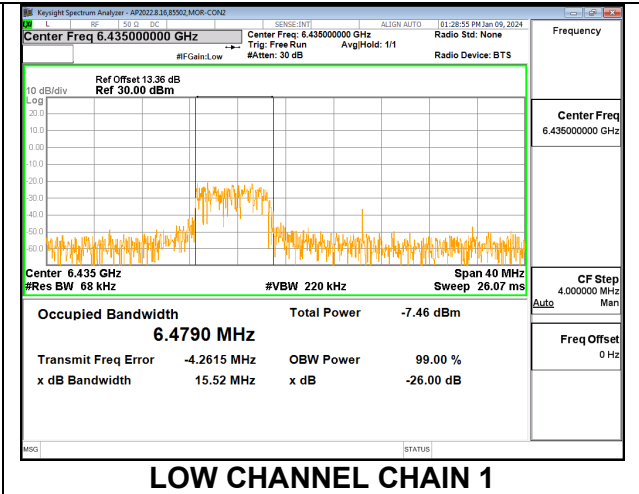 Keysight Spectrum Analyzer - AP2022.8.16,85502,MOR-CON2
L RF 50 Ω DC SENSE:INT ALIGN AUTO 01:28:55 PM Jan 09, 2024
Center Freq 6.435000000 GHz Center Freq: 6.435000000 GHz Radio Std: None Frequency
Trig: Free Run Avg|Hold: 1/1
#IFGain:Low #Atten: 30 dB Radio Device: BTS
Ref Offset 13.36 dB
10 dB/div Ref 30.00 dBm
Log
20.0
10.0
0.00
-10.0
-20.0
-30.0
-40.0
-50.0
-60.0
Center Freq
6.435000000 GHz
Center 6.435 GHz Span 40 MHz
#Res BW 68 kHz #VBW 220 kHz Sweep 26.07 ms
CF Step
4.000000 MHz
Auto Man
Occupied Bandwidth Total Power -7.46 dBm
6.4790 MHz
Freq Offset
0 Hz
Transmit Freq Error -4.2615 MHz OBW Power 99.00 %
x dB Bandwidth 15.52 MHz x dB -26.00 dB
MSG STATUS
LOW CHANNEL CHAIN 1